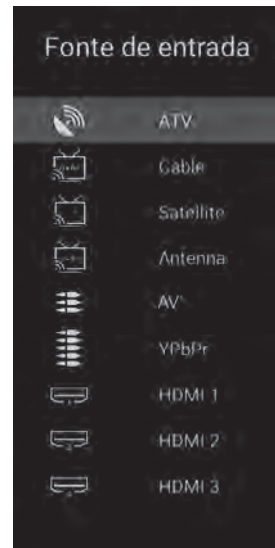 Fonte de entrada
ATV
Cable
Satellite
Antenna
AV
YPbPr
HDMI 1
HDMI 2
HDMI 3